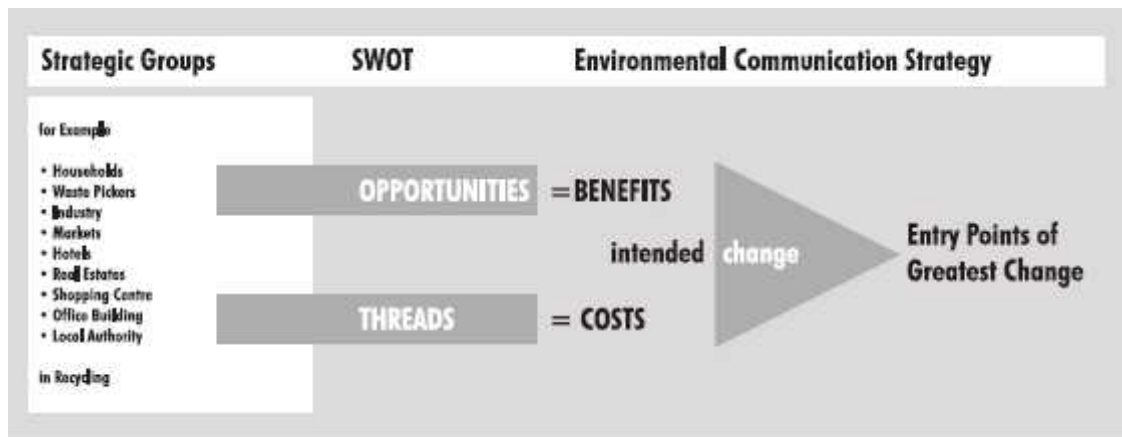 Strategic Groups SWOT Environmental Communication Strategy
for Example
• Households
• Waste Pickers
• Industry
• Markets
• Hotels
• Real Estates
• Shopping Centre
• Office Building
• Local Authority
in Recycling
OPPORTUNITIES = BENEFITS
intended change
THREADS = COSTS
Entry Points of
Greatest Change